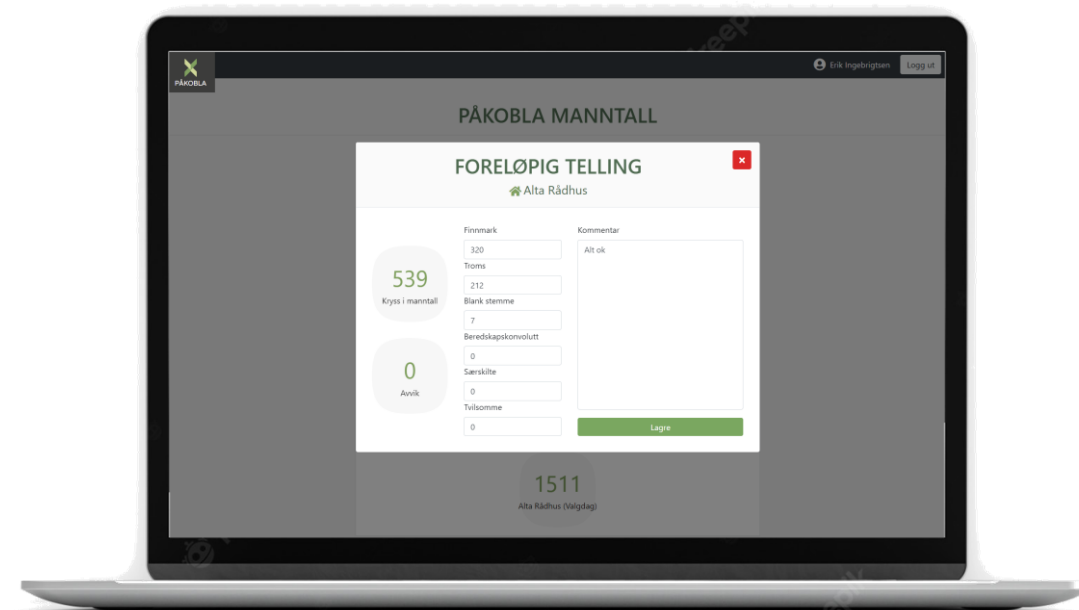 PÅKOBLA
Erik Ingebrigtsen
Logg ut
PÅKOBLA MANNTALL
FORELØPIG TELLING
Alta Rådhus
539
Kryss i manntall
0
Avvik
Finnmark
320
Troms
212
Blank stemme
7
Beredskapskonvolutt
0
Særskilte
0
Tvilsomme
0
Kommentar
Alt ok
Lagre
1511
Alta Rådhus (Valgdag)